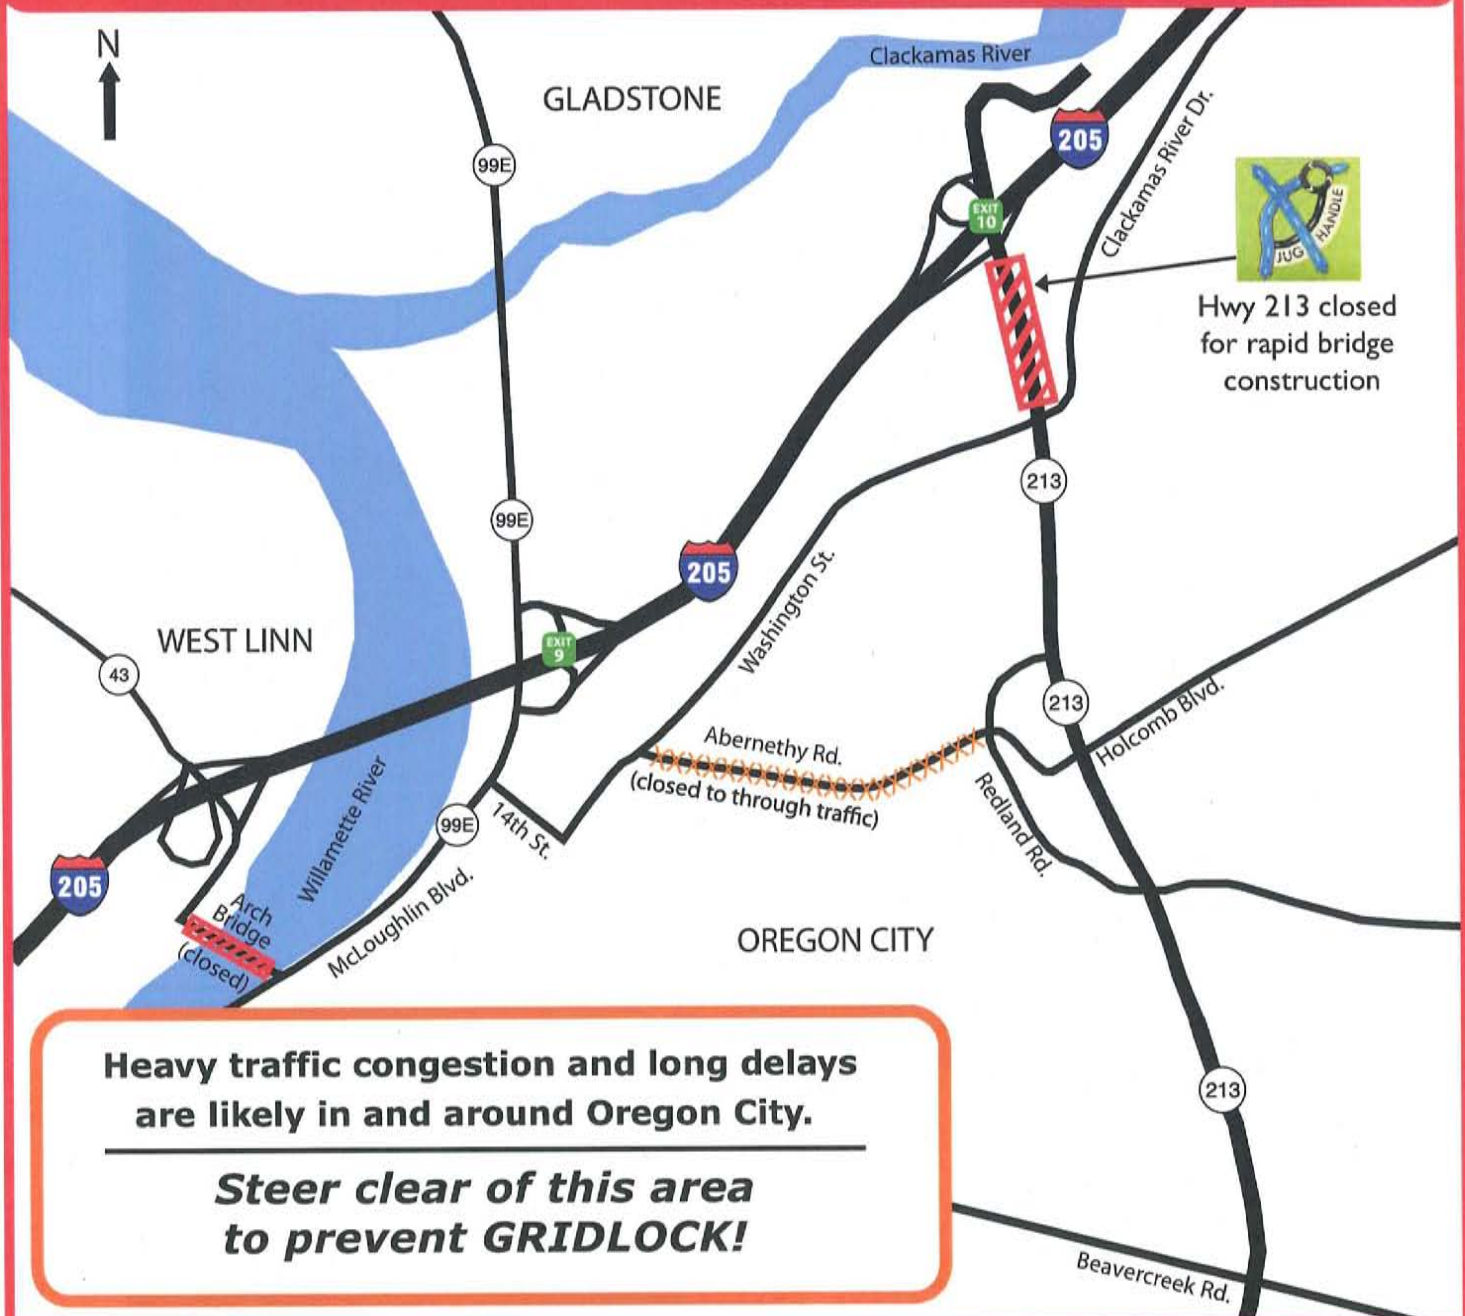 N
Clackamas River
GLADSTONE
205
99E
Clackamas River Dr.
EXIT
10
JUG HANDLE
Hwy 213 closed
for rapid bridge
construction
213
99E
205
Washington St.
WEST LINN
EXIT
9
43
213
Holcomb Blvd.
Abernethy Rd.
(closed to through traffic)
Redland Rd.
Willamette River
99E
14th St.
205
Arch
Bridge
(closed)
McLoughlin Blvd.
OREGON CITY
Heavy traffic congestion and long delays
are likely in and around Oregon City.
Steer clear of this area
to prevent GRIDLOCK!
213
Beavercreek Rd.